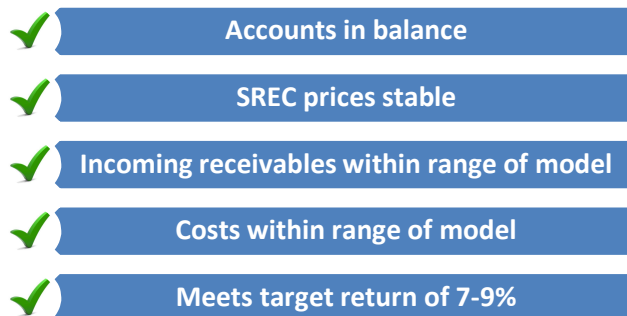 Accounts in balance
SREC prices stable
Incoming receivables within range of model
Costs within range of model
Meets target return of 7-9%